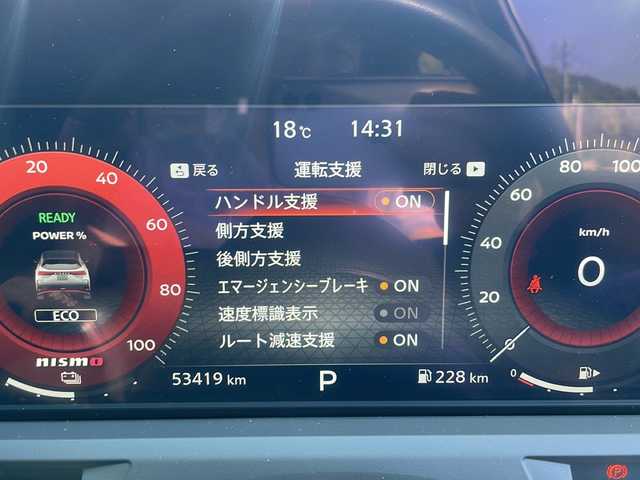 18℃ 14:31
戻る 運転支援 閉じる
ハンドル支援 ON
側方支援
後側方支援
エマージェンシーブレーキ ON
速度標識表示 ON
ルート減速支援 ON
20
40
60
80
100
READY
POWER %
ECO
nismo
53419 km P 228 km
0
20
40
60
80
100
km/h
0
0